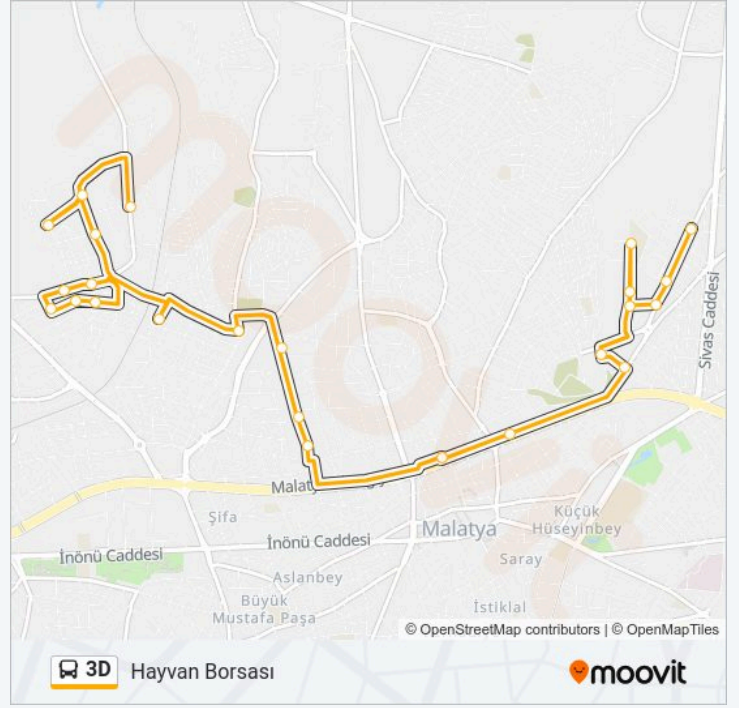 Sivas Caddesi
Malat
Şifa
İnönü Caddesi
İnönü Caddesi
Malatya
Küçük
Hüseyinbey
Saray
Aslanbey
Büyük
Mustafa Paşa
İstiklal
© OpenStreetMap contributors | © OpenMapTiles
3D Hayvan Borsası
moovit